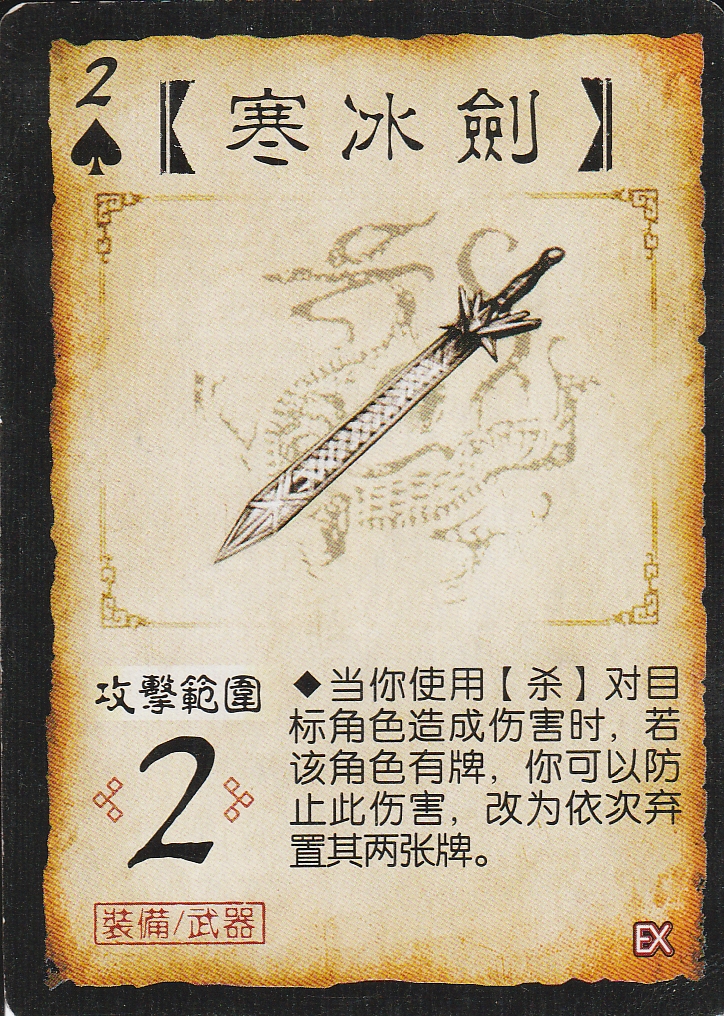 2
【寒冰劍】
攻擊範圍
2
◆当你使用【杀】对目
标角色造成伤害时，若
该角色有牌，你可以防
止此伤害，改为依次弃
置其两张牌。
裝備/武器
EX